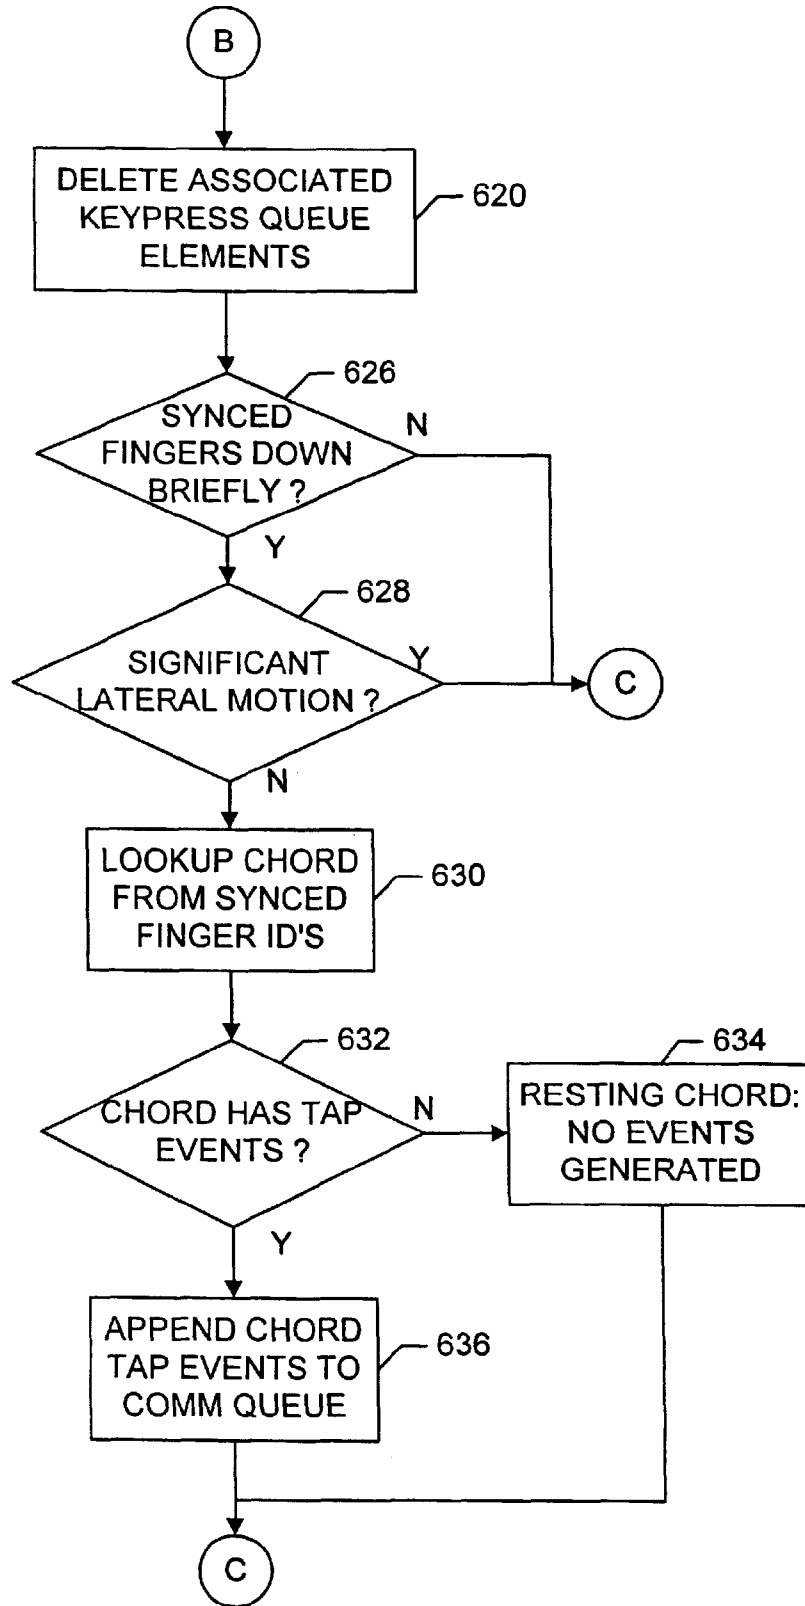 B
DELETE ASSOCIATED
KEYPRESS QUEUE
ELEMENTS
620
626
SYNCED
FINGERS DOWN
BRIEFLY ?
N
Y
628
SIGNIFICANT
LATERAL MOTION ?
Y
C
N
LOOKUP CHORD
FROM SYNCED
FINGER ID'S
630
632
CHORD HAS TAP
EVENTS ?
N
634
RESTING CHORD:
NO EVENTS
GENERATED
Y
APPEND CHORD
TAP EVENTS TO
COMM QUEUE
636
C